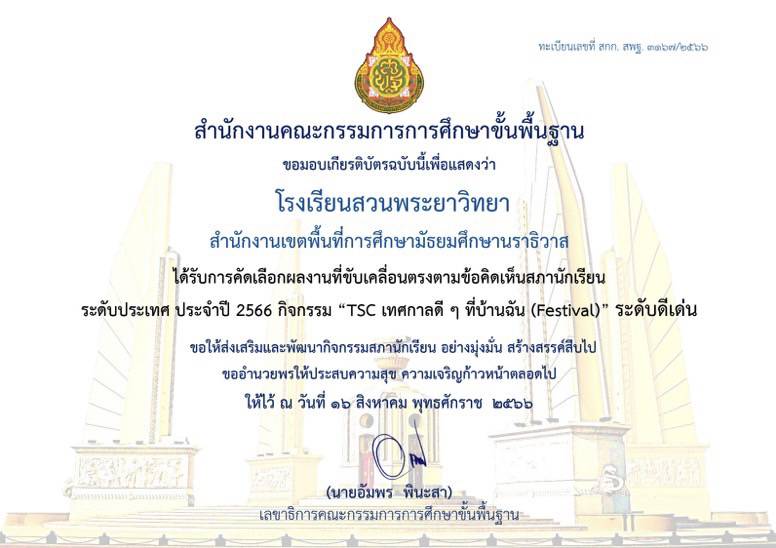 ทะเบียนเลขที่ สกก. สพฐ. ๓๑๖๗/๒๕๖๖
สำนักงานคณะกรรมการการศึกษาขั้นพื้นฐาน
ขอมอบเกียรติบัตรฉบับนี้เพื่อแสดงว่า
โรงเรียนสวนพระยาวิทยา
สำนักงานเขตพื้นที่การศึกษามัธยมศึกษานราธิวาส
ได้รับการคัดเลือกผลงานที่ขับเคลื่อนตรงตามข้อคิดเห็นสภานักเรียน
ระดับประเทศ ประจำปี 2566 กิจกรรม “TSC เทศกาลดี ๆ ที่บ้านฉัน (Festival)” ระดับดีเด่น
ขอให้ส่งเสริมและพัฒนากิจกรรมสภานักเรียน อย่างมุ่งมั่น สร้างสรรค์สืบไป
ขออำนวยพรให้ประสบความสุข ความเจริญก้าวหน้าตลอดไป
ให้ไว้ ณ วันที่ ๑๖ สิงหาคม พุทธศักราช ๒๕๖๖
(นายอัมพร พินะสา)
เลขาธิการคณะกรรมการการศึกษาขั้นพื้นฐาน